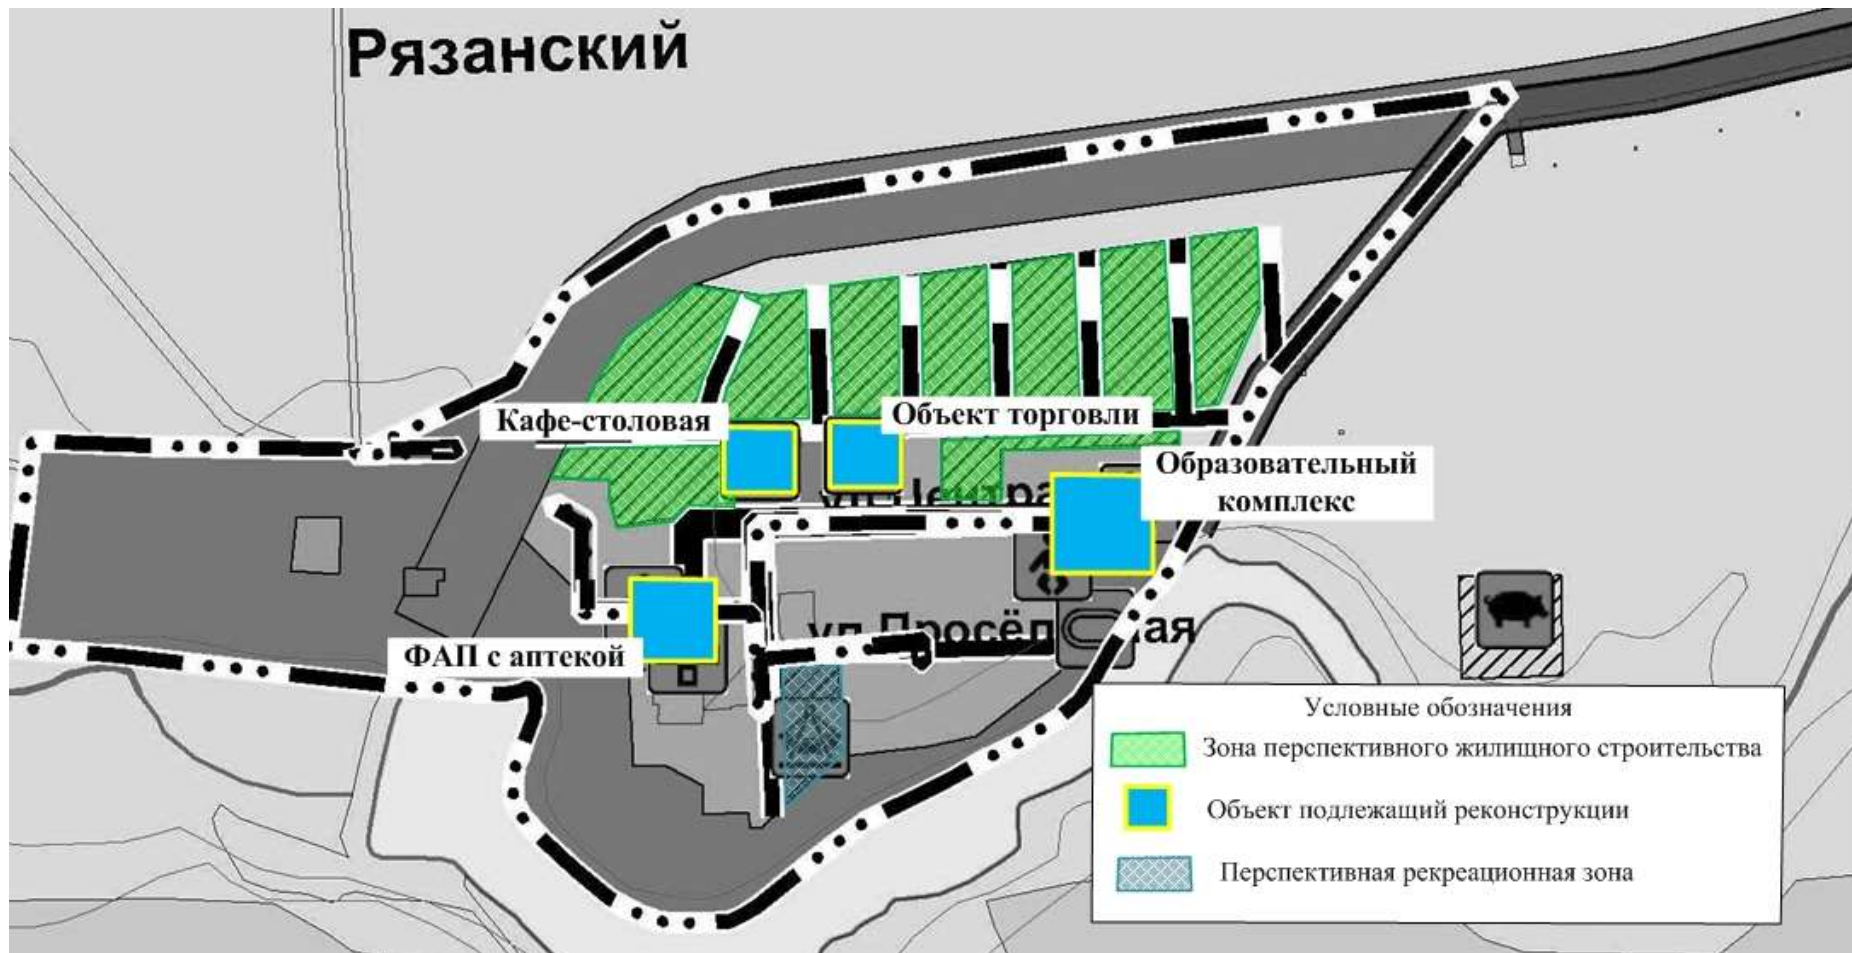 Рязанский
Кафе-столовая
Объект торговли
Образовательный
комплекс
ФАП с аптекой
Условные обозначения
Зона перспективного жилищного строительства
Объект подлежащий реконструкции
Перспективная рекреационная зона